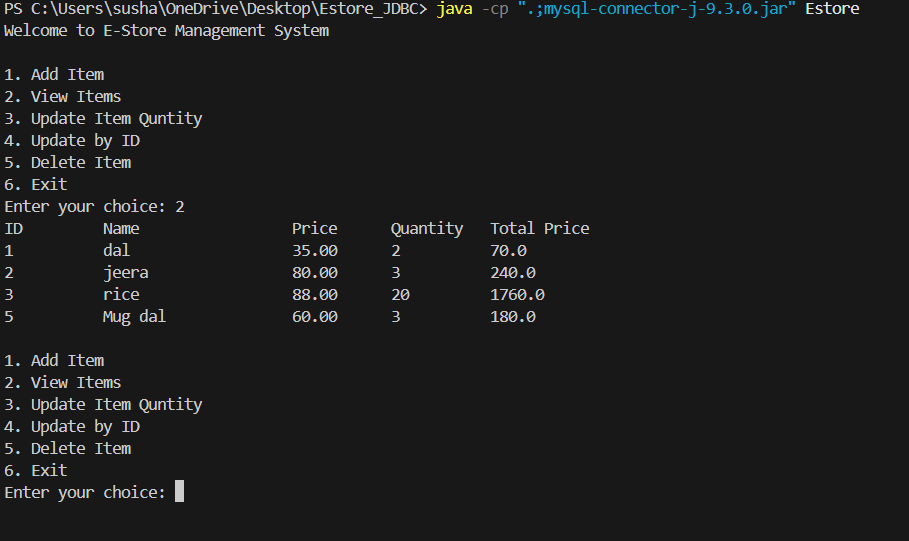 PS C:\Users\susha\OneDrive\Desktop\Estore_JDBC> java -cp ".;mysql-connector-j-9.3.0.jar" Estore
Welcome to E-Store Management System
1. Add Item
2. View Items
3. Update Item Quntity
4. Update by ID
5. Delete Item
6. Exit
Enter your choice: 2
ID Name Price Quantity Total Price
1 dal 35.00 2 70.0
2 jeera 80.00 3 240.0
3 rice 88.00 20 1760.0
5 Mug dal 60.00 3 180.0
1. Add Item
2. View Items
3. Update Item Quntity
4. Update by ID
5. Delete Item
6. Exit
Enter your choice: